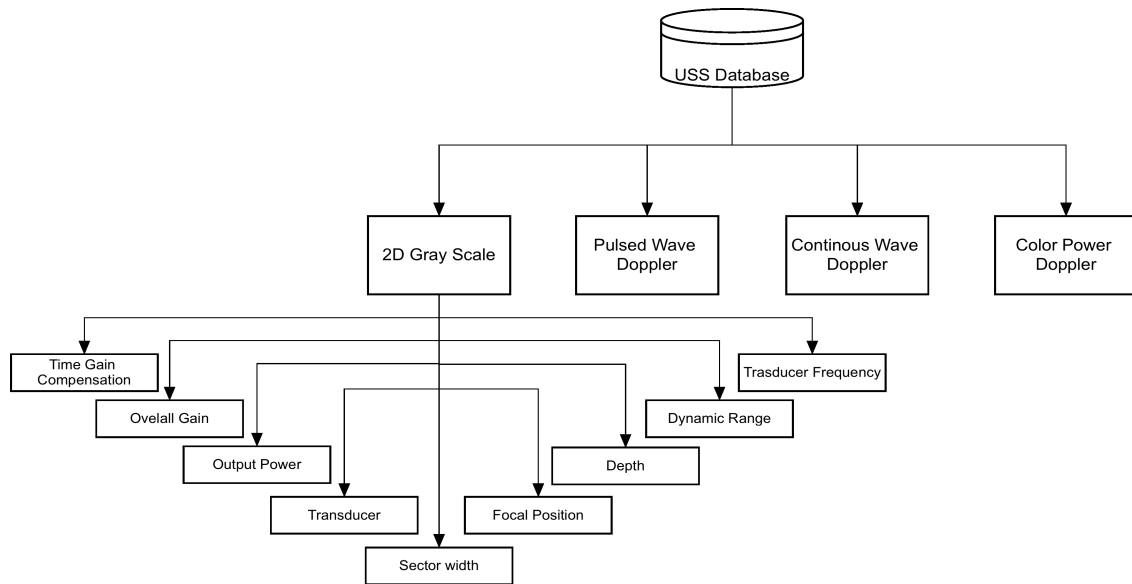 USS Database
2D Gray Scale
Pulsed Wave
Doppler
Continous Wave
Doppler
Color Power
Doppler
Time Gain
Compensation
Trasducer Frequency
Ovelall Gain
Dynamic Range
Output Power
Depth
Transducer
Focal Position
Sector width